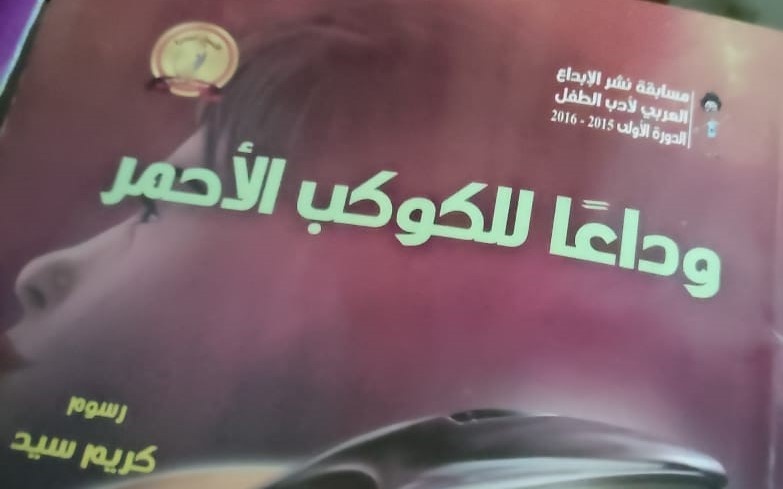 مسابقة نشر الإبداع
العربي لأدب الطفل
الدورة الأولى 2015 - 2016
وداعًا للكوكب الأحمر
رسوم
كريم سيد